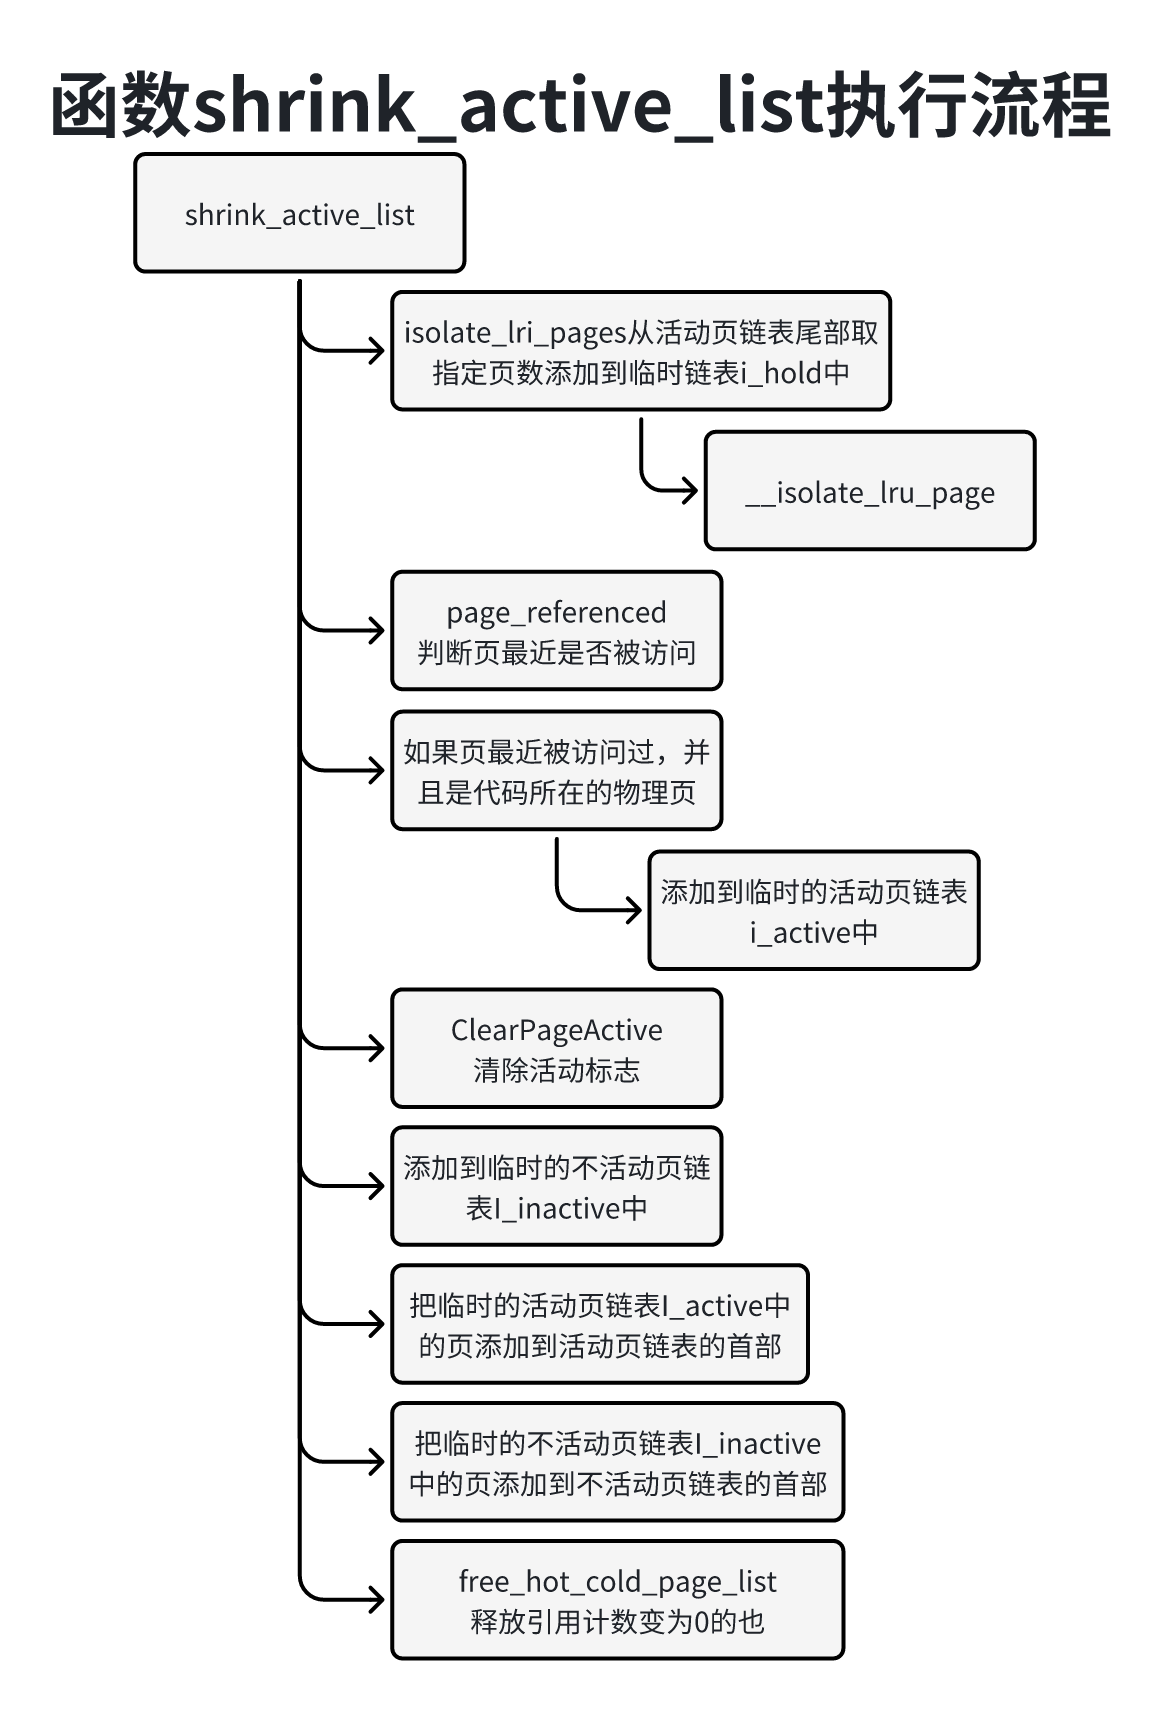 函数shrink_active_list执行流程
shrink_active_list
isolate_lri_pages从活动页链表尾部取
指定页数添加到临时链表i_hold中
__isolate_lru_page
page_referenced
判断页最近是否被访问
如果页最近被访问过，并
且是代码所在的物理页
添加到临时的活动页链表
i_active中
ClearPageActive
清除活动标志
添加到临时的不活动页链
表I_inactive中
把临时的活动页链表I_active中
的页添加到活动页链表的首部
把临时的不活动页链表I_inactive
中的页添加到不活动页链表的首部
free_hot_cold_page_list
释放引用计数变为0的也